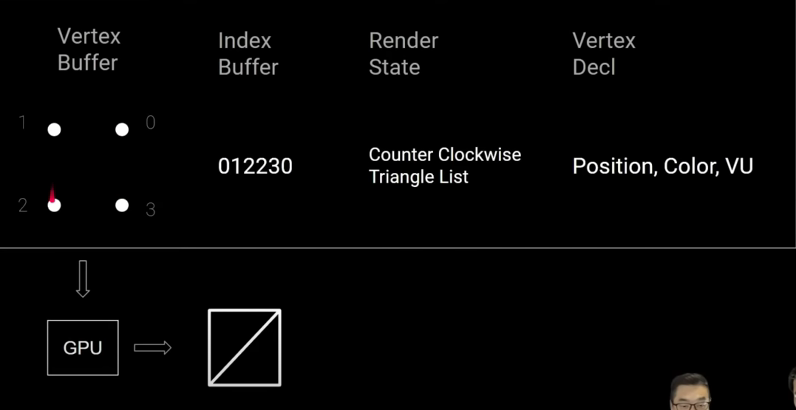 Vertex
Buffer
Index
Buffer
Render
State
Vertex
Decl
1
0
2
3
012230
Counter Clockwise
Triangle List
Position, Color, VU
GPU